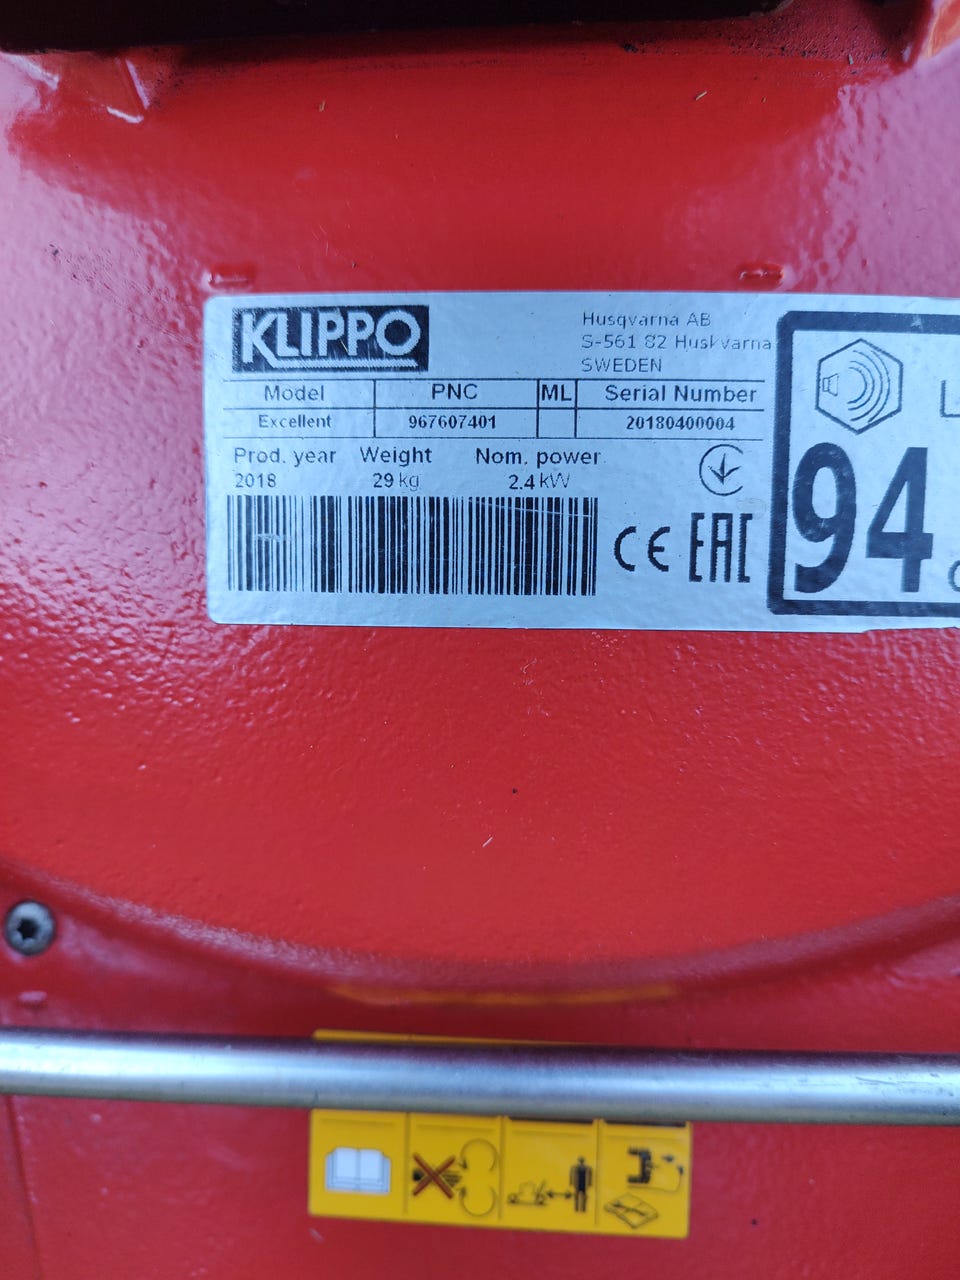 KLIPPO
Husqvarna AB
S-561 82 Huskvarna
SWEDEN
Model PNC ML Serial Number
Excellent 967607401 20180400004
Prod. year Weight Nom. power
2018 29 kg 2.4 kW
CE EAC
94